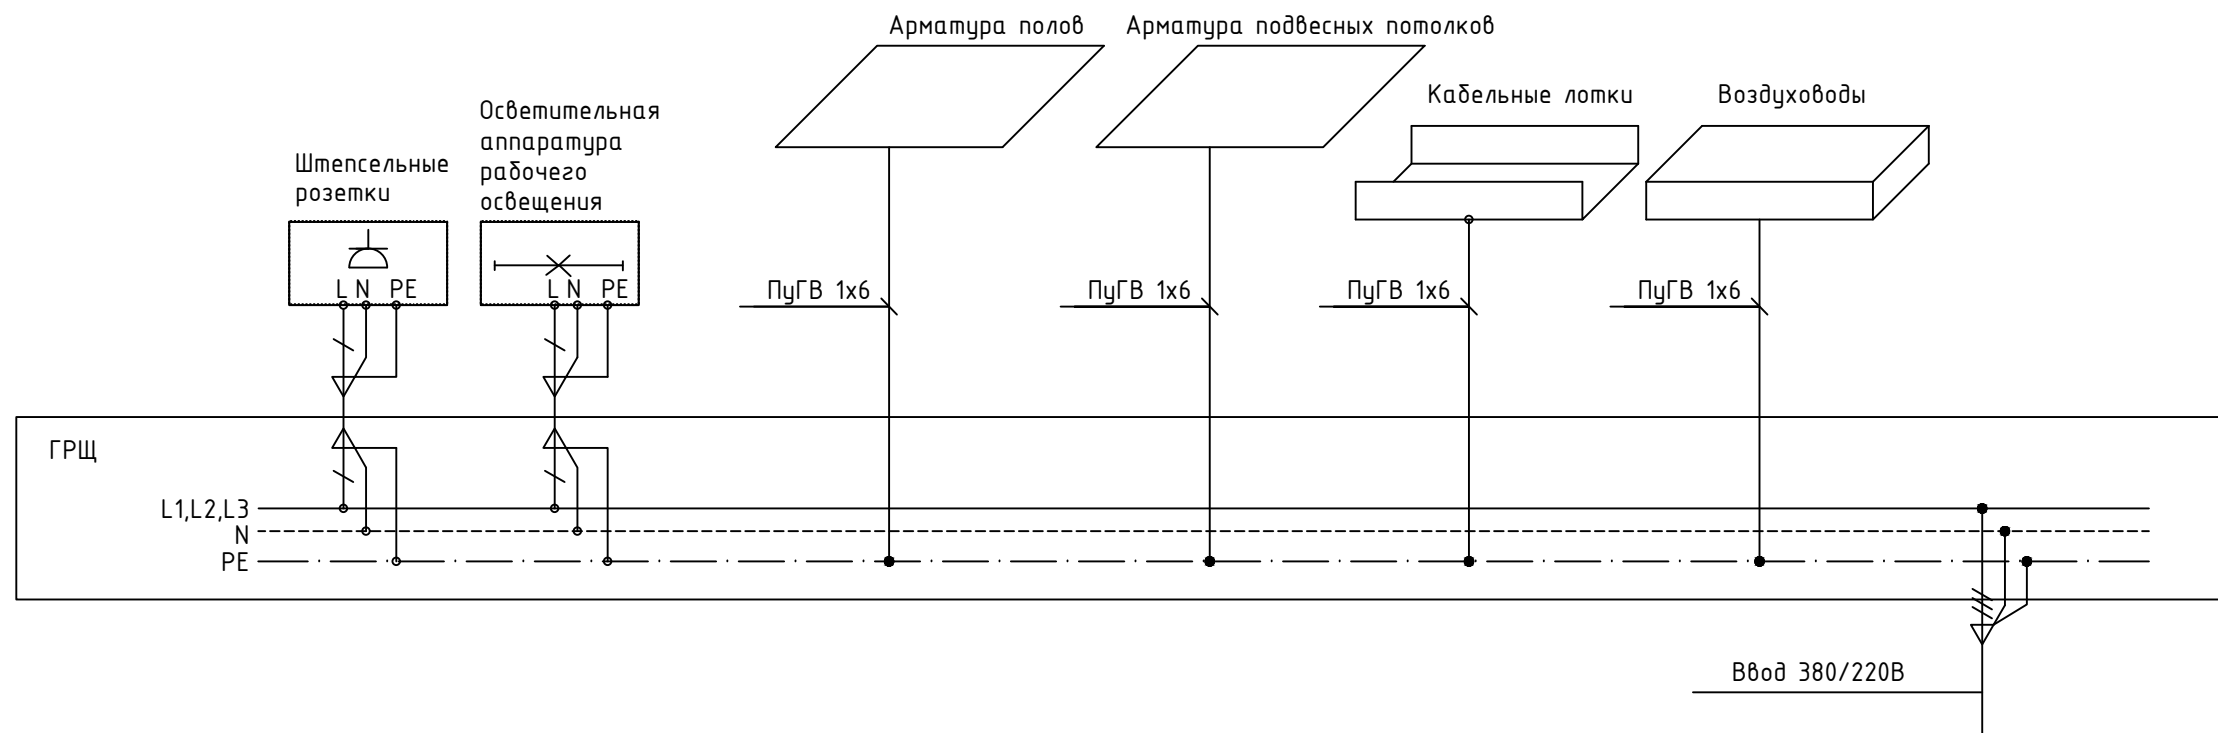 Арматура полов
Арматура подвесных потолков
Кабельные лотки
Воздуховоды
Осветительная
аппаратура
рабочего
освещения
Штепсельные
розетки
L N PE
L N PE
ПуГВ 1х6
ПуГВ 1х6
ПуГВ 1х6
ПуГВ 1х6
ГРЩ
L1,L2,L3
N
PE
Ввод 380/220В